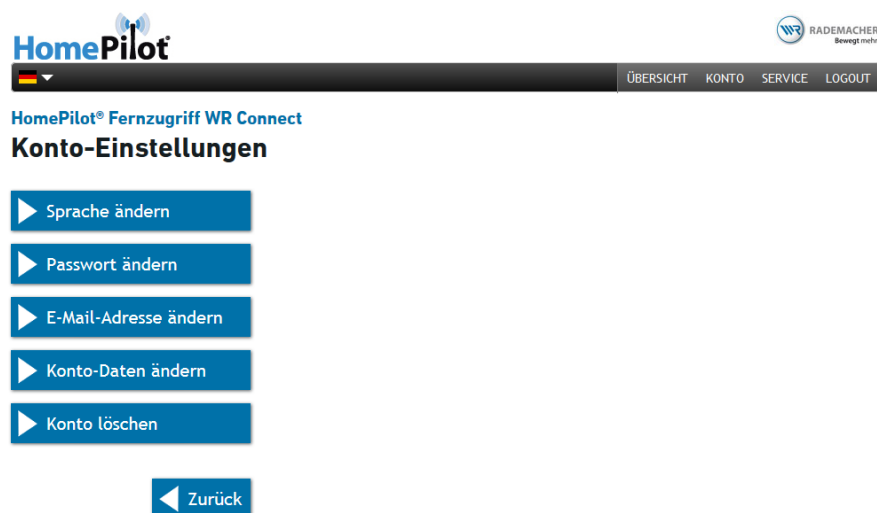 HomePilot®
WR RADEMACHER
Bewegt mehr
ÜBERSICHT KONTO SERVICE LOGOUT
HomePilot® Fernzugriff WR Connect
Konto-Einstellungen
Sprache ändern
Passwort ändern
E-Mail-Adresse ändern
Konto-Daten ändern
Konto löschen
Zurück